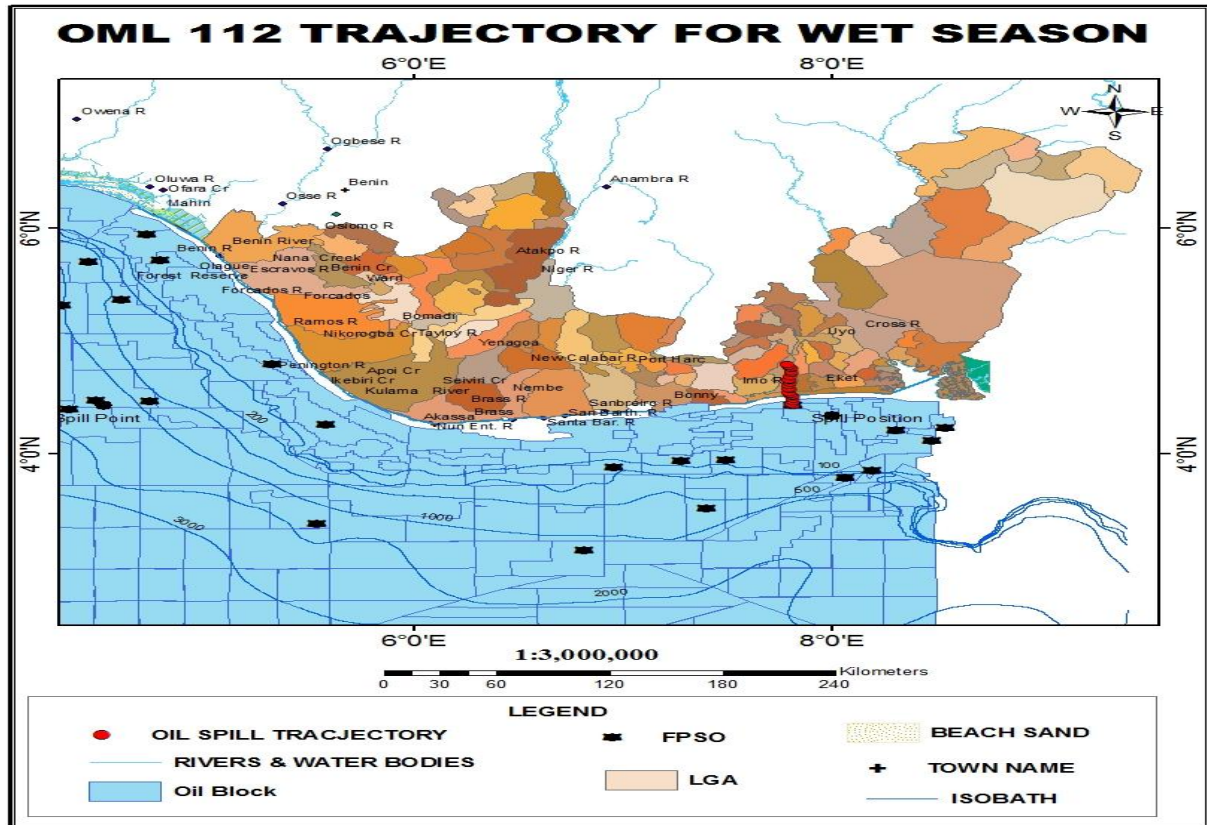 OML 112 TRAJECTORY FOR WET SEASON
6°0'E 8°0'E
N
W E
S
Owena R
Ogbese R
Oluwa R
Ofara Cr
Benin
Anambra R
Mahin
Osse R
Osiomo R
6°0'N 6°0'N
Benin River
Benin R
Nana Creek
Atakpo R
Olague
Forest Reserve
Escravos R
Benin Cr
Warri
Niger R
Forcados R
Forcados
Bomadi
Ramos R
Nikorogba Cr
Tayloy R
Uyo
Cross R
Yenagoa
Penington R
Apoi Cr
New Calabar R
Port Harc
Ikebiri Cr
Seiviri Cr
Nembe
Imo R
Eket
Kulama River
Brass R
Sanbreiro R
Bonny
Spill Point
200
Akassa
Brass
San Barth. R
Spill Position
Nun Ent. R
Santa Bar. R
4°0'N 4°0'N
100
500
1000
3000
2000
6°0'E 8°0'E
1:3,000,000
Kilometers
0 15 30 60 120 180 240
LEGEND
OIL SPILL TRACJECTORY
FPSO
BEACH SAND
RIVERS & WATER BODIES
TOWN NAME
Oil Block
LGA
ISOBATH